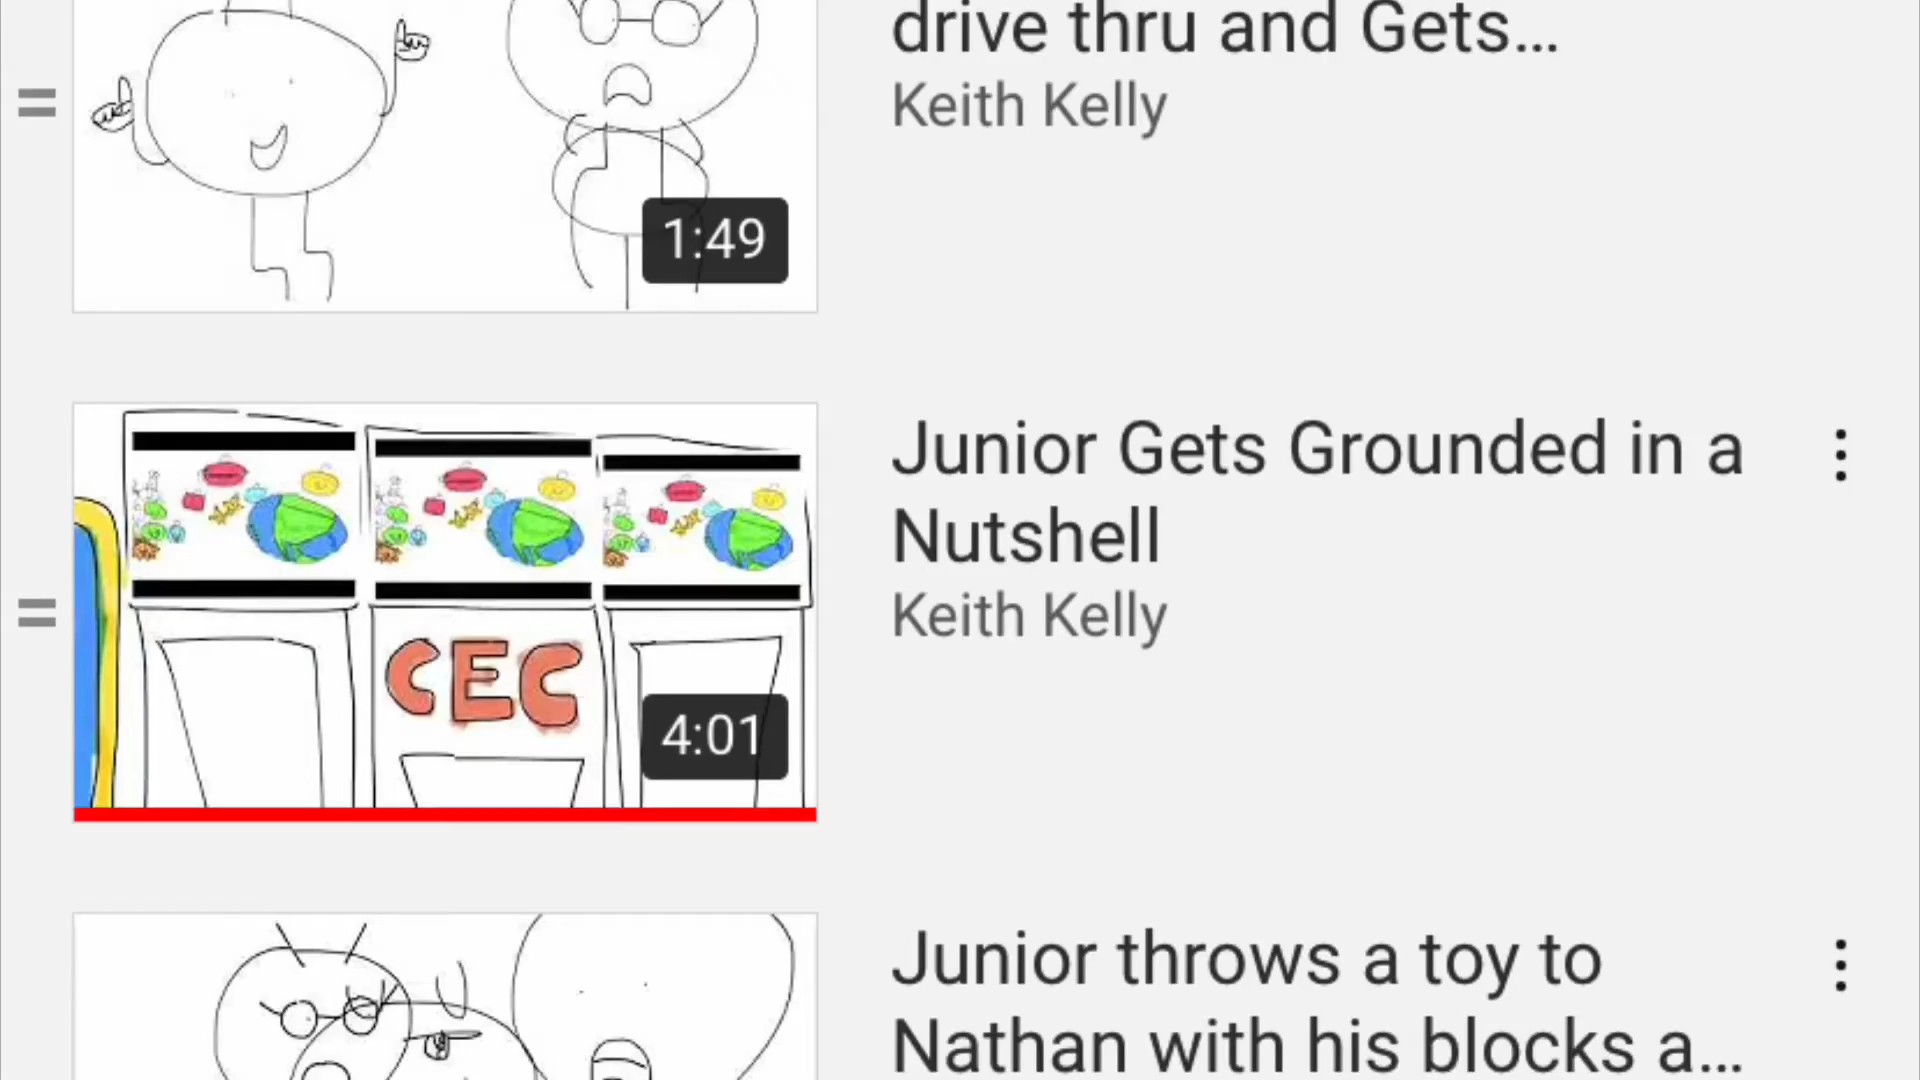 drive thru and Gets...
Keith Kelly
1:49
Junior Gets Grounded in a
Nutshell
Keith Kelly
CEC
4:01
Junior throws a toy to
Nathan with his blocks a...